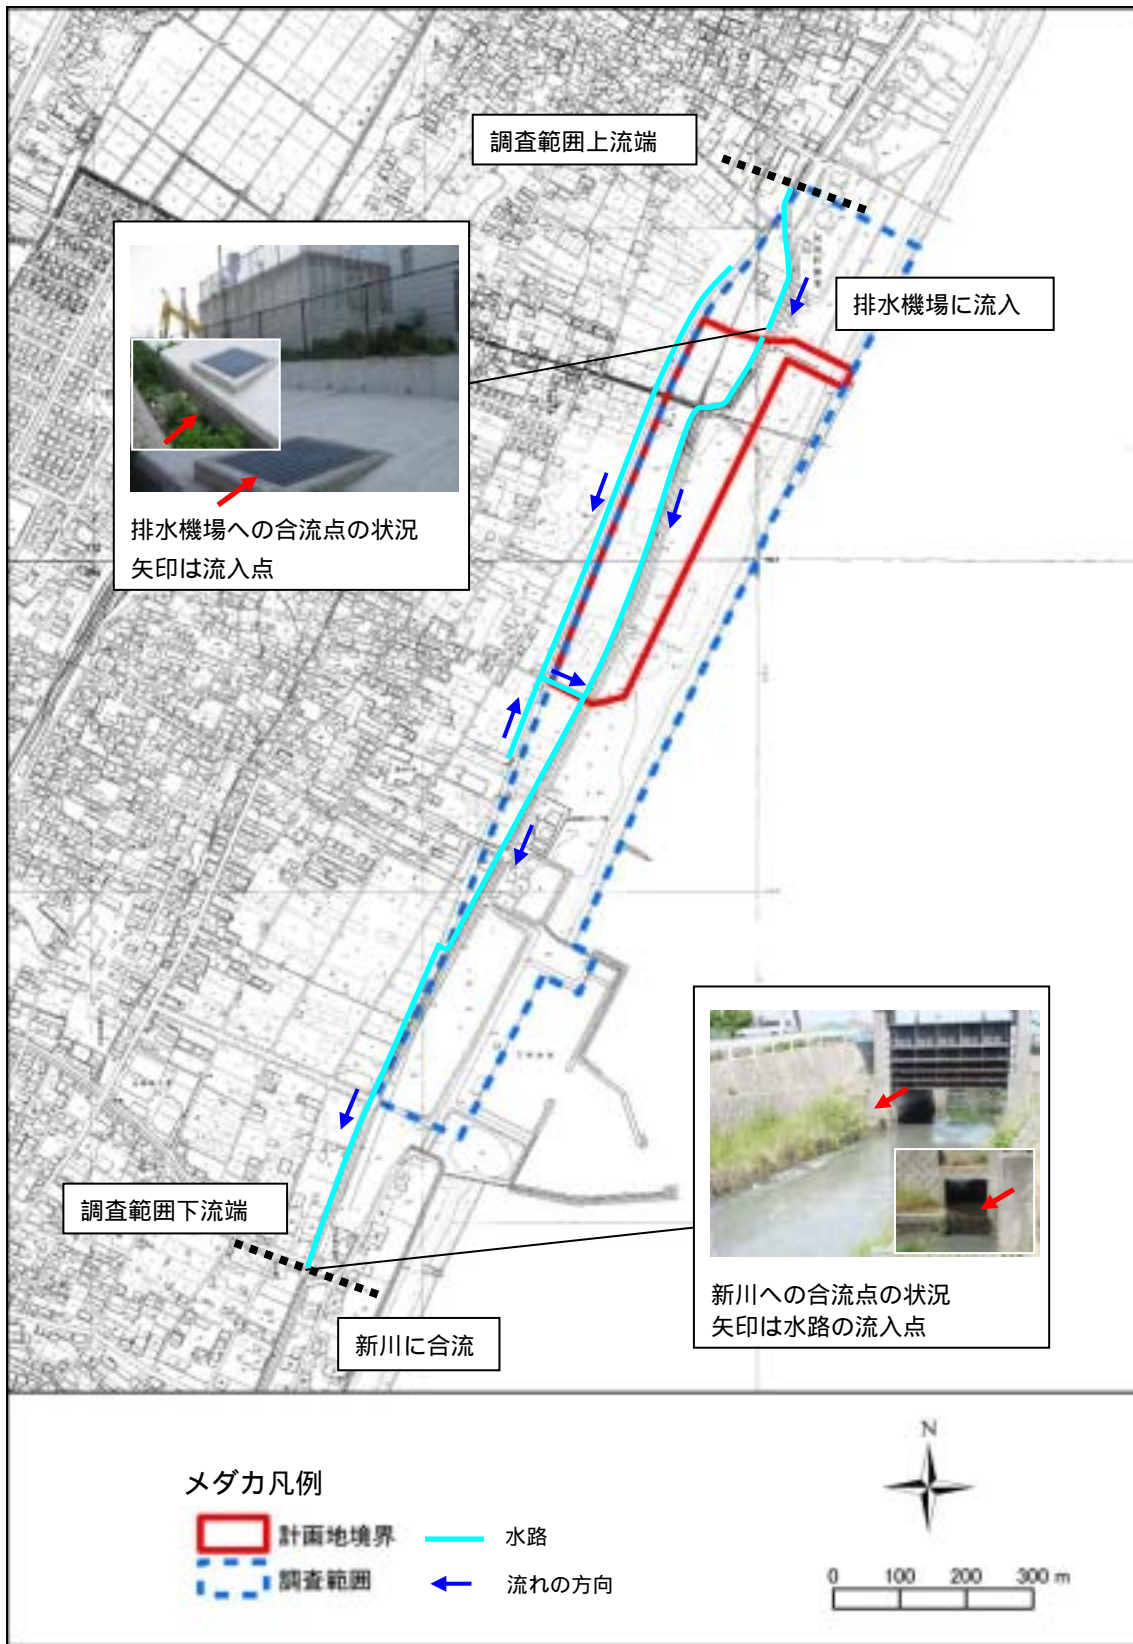 調査範囲上流端
排水機場に流入
排水機場への合流点の状況
矢印は流入点
調査範囲下流端
新川に合流
新川への合流点の状況
矢印は水路の流入点
メダカ凡例
計画地境界
水路
調査範囲
流れの方向
N
0 100 200 300 m